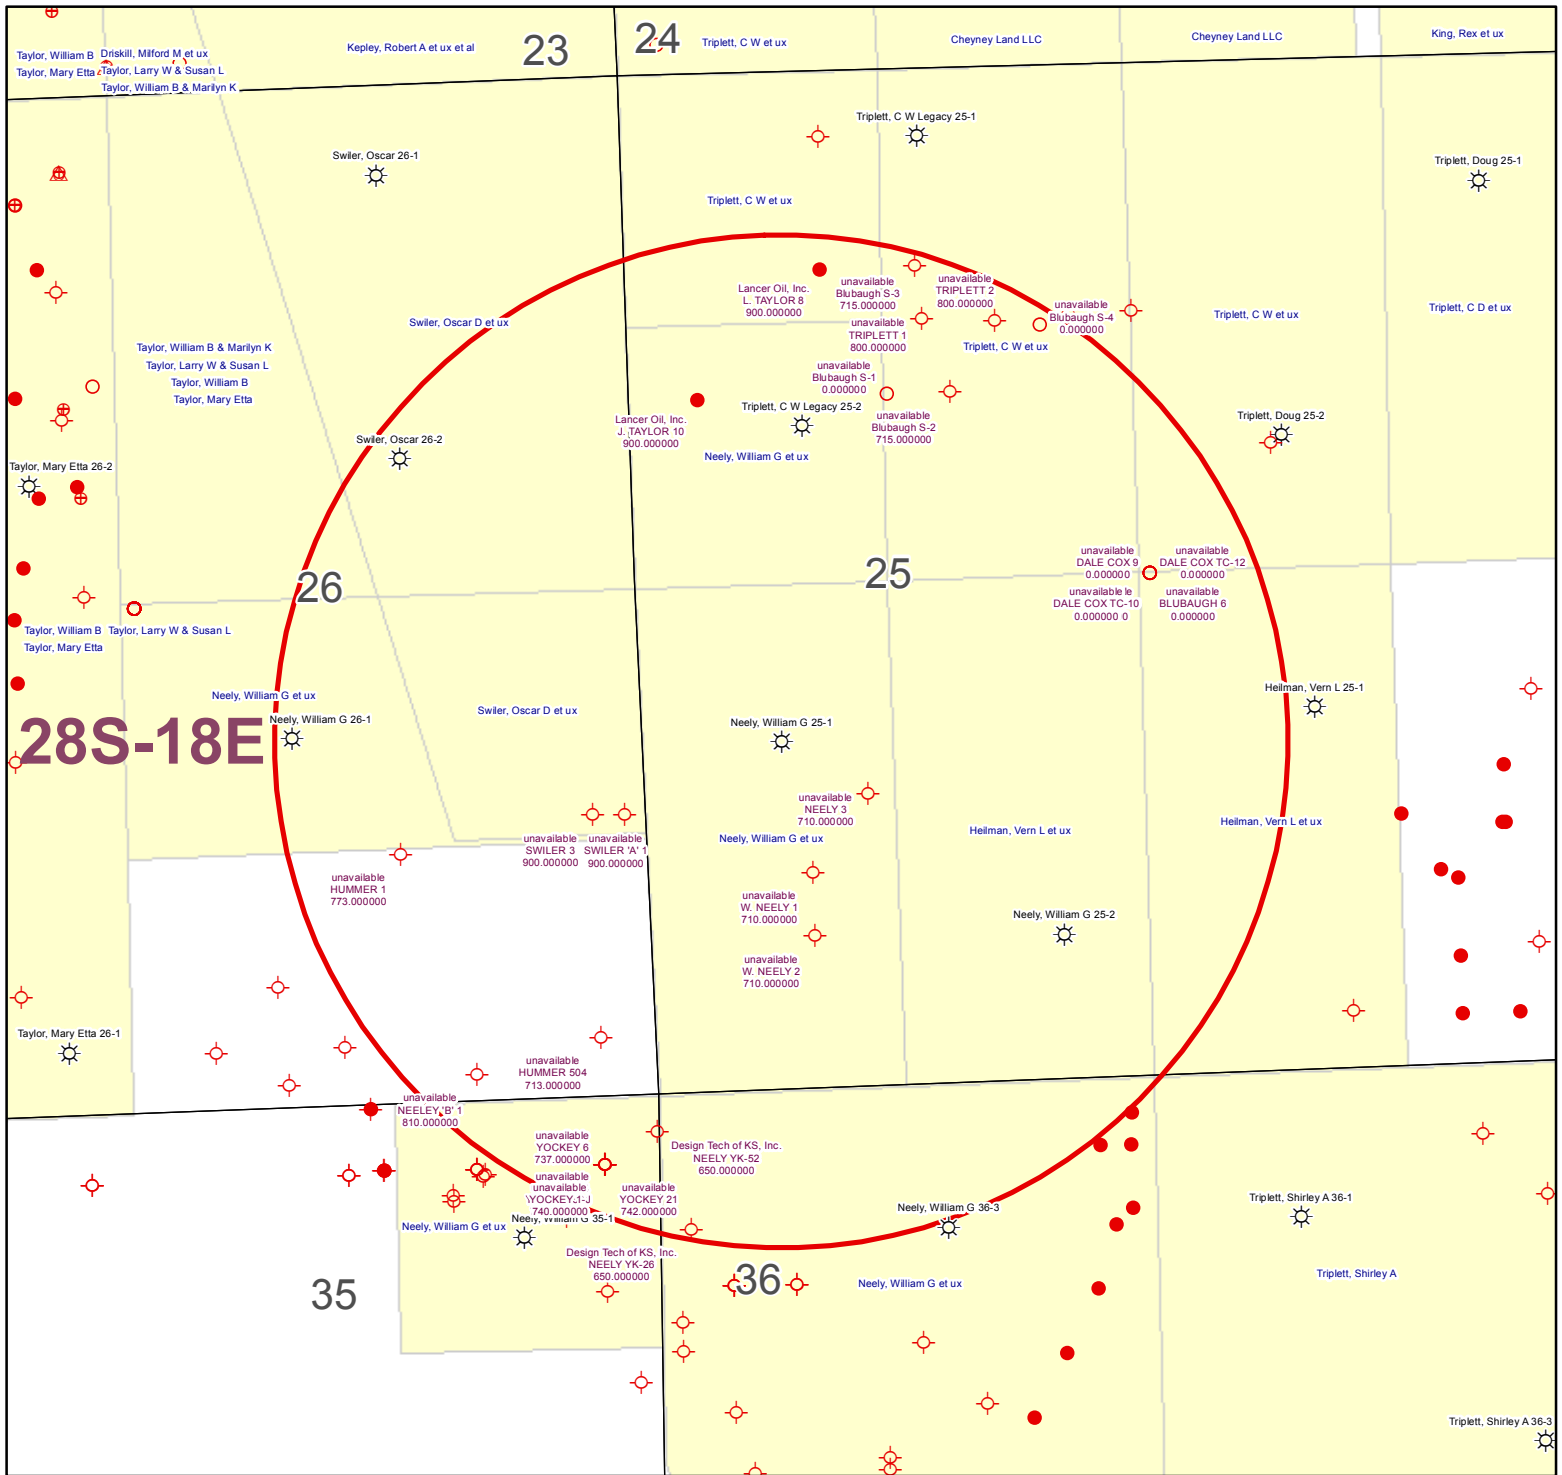 23
24
Taylor, William B
Driskill, Milford M et ux
Kepley, Robert A et ux et al
Triplett, C W et ux
Cheyney Land LLC
Cheyney Land LLC
King, Rex et ux
Taylor, Mary Etta
Taylor, Larry W & Susan L
Taylor, William B & Marilyn K
Triplett, C W Legacy 25-1
Swiler, Oscar 26-1
Triplett, Doug 25-1
Triplett, C W et ux
Lancer Oil, Inc.
L. TAYLOR 8
900.000000
unavailable
Blubaugh S-3
715.000000
unavailable
TRIPLETT 2
800.000000
unavailable
Blubaugh S-4
0.000000
Triplett, C W et ux
Triplett, C D et ux
Swiler, Oscar D et ux
unavailable
TRIPLETT 1
800.000000
Triplett, C W et ux
Taylor, William B & Marilyn K
Taylor, Larry W & Susan L
Taylor, William B
Taylor, Mary Etta
unavailable
Blubaugh S-1
0.000000
Triplett, C W Legacy 25-2
Lancer Oil, Inc.
J. TAYLOR 10
900.000000
unavailable
Blubaugh S-2
715.000000
Triplett, Doug 25-2
Swiler, Oscar 26-2
Neely, William G et ux
Taylor, Mary Etta 26-2
26
25
unavailable
DALE COX 9
0.000000
unavailable
DALE COX TC-12
0.000000
unavailable le
DALE COX TC-10
0.000000 0
unavailable
BLUBAUGH 6
0.000000
Taylor, William B
Taylor, Larry W & Susan L
Taylor, Mary Etta
Neely, William G et ux
Swiler, Oscar D et ux
Heilman, Vern L 25-1
Neely, William G 26-1
Neely, William G 25-1
28S-18E
unavailable
NEELY 3
710.000000
unavailable
SWILER 3
900.000000
unavailable
SWILER 'A' 1
900.000000
Neely, William G et ux
Heilman, Vern L et ux
Heilman, Vern L et ux
unavailable
HUMMER 1
773.000000
unavailable
W. NEELY 1
710.000000
Neely, William G 25-2
unavailable
W. NEELY 2
710.000000
Taylor, Mary Etta 26-1
unavailable
HUMMER 504
713.000000
unavailable
NEELEY 'B' 1
810.000000
unavailable
YOCKEY 6
737.000000
Design Tech of KS, Inc.
NEELY YK-52
650.000000
unavailable
unavailable
YOCKEY 1-J
740.000000
unavailable
YOCKEY 21
742.000000
Neely, William G et ux
Neely, William G 35-1
Neely, William G 36-3
Triplett, Shirley A 36-1
Design Tech of KS, Inc.
NEELY YK-26
650.000000
35
36
Neely, William G et ux
Triplett, Shirley A
Triplett, Shirley A 36-3